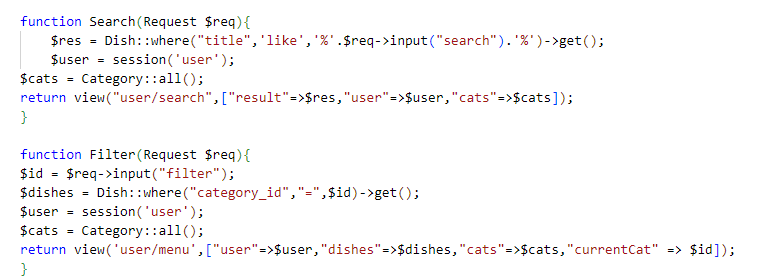 function Search(Request $req){
    $res = Dish::where("title",'like','%'.$req->input("search").'%')->get();
    $user = session('user');
$cats = Category::all();
return view("user/search",["result"=>$res,"user"=>$user,"cats"=>$cats]);
}

function Filter(Request $req){
$id = $req->input("filter");
$dishes = Dish::where("category_id","=",$id)->get();
$user = session('user');
$cats = Category::all();
return view('user/menu',["user"=>$user,"dishes"=>$dishes,"cats"=>$cats,"currentCat" => $id]);
}